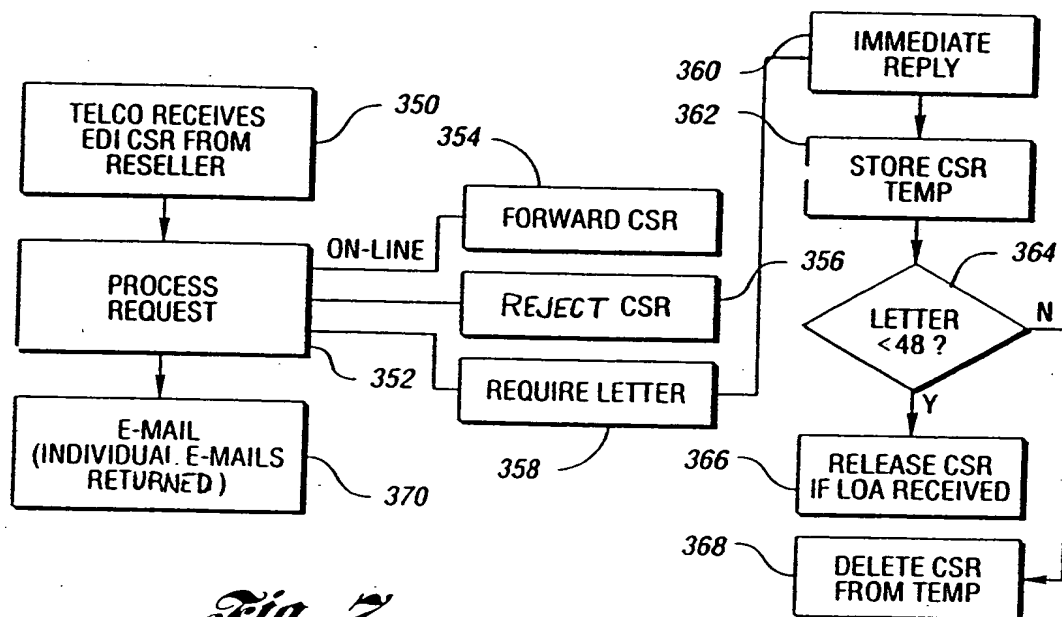 TELCO RECEIVES
EDI CSR FROM
RESELLER
350
PROCESS
REQUEST
352
E-MAIL
(INDIVIDUAL E-MAILS
RETURNED)
370
ON-LINE
354
FORWARD CSR
356
REJECT CSR
REQUIRE LETTER
358
360
IMMEDIATE
REPLY
362
STORE CSR
TEMP
364
LETTER
<48 ?
N
Y
366
RELEASE CSR
IF LOA RECEIVED
368
DELETE CSR
FROM TEMP
Fig. 7